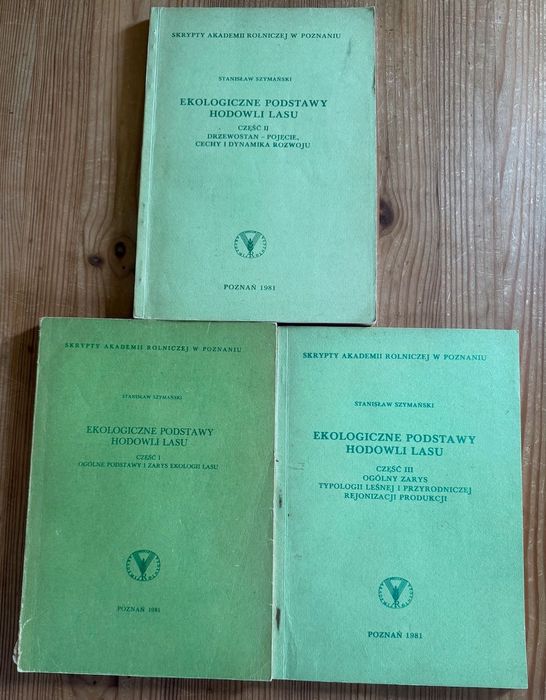 SKRYPTY AKADEMII ROLNICZEJ W POZNANIU
STANISŁAW SZYMAŃSKI
EKOLOGICZNE PODSTAWY
HODOWLI LASU
CZĘŚĆ II
DRZEWOSTAN - POJĘCIE,
CECHY I DYNAMIKA ROZWOJU
POZNAŃ 1981
SKRYPTY AKADEMII ROLNICZEJ W POZNANIU
STANISŁAW SZYMAŃSKI
EKOLOGICZNE PODSTAWY
HODOWLI LASU
CZĘŚĆ I
OGÓLNE PODSTAWY I ZARYS EKOLOGII LASU
POZNAŃ 1981
SKRYPTY AKADEMII ROLNICZEJ W POZNANIU
STANISŁAW SZYMAŃSKI
EKOLOGICZNE PODSTAWY
HODOWLI LASU
CZĘŚĆ III
OGÓLNY ZARYS
TYPOLOGII LEŚNEJ I PRZYRODNICZEJ
REJONIZACJI PRODUKCJI
POZNAŃ 1981